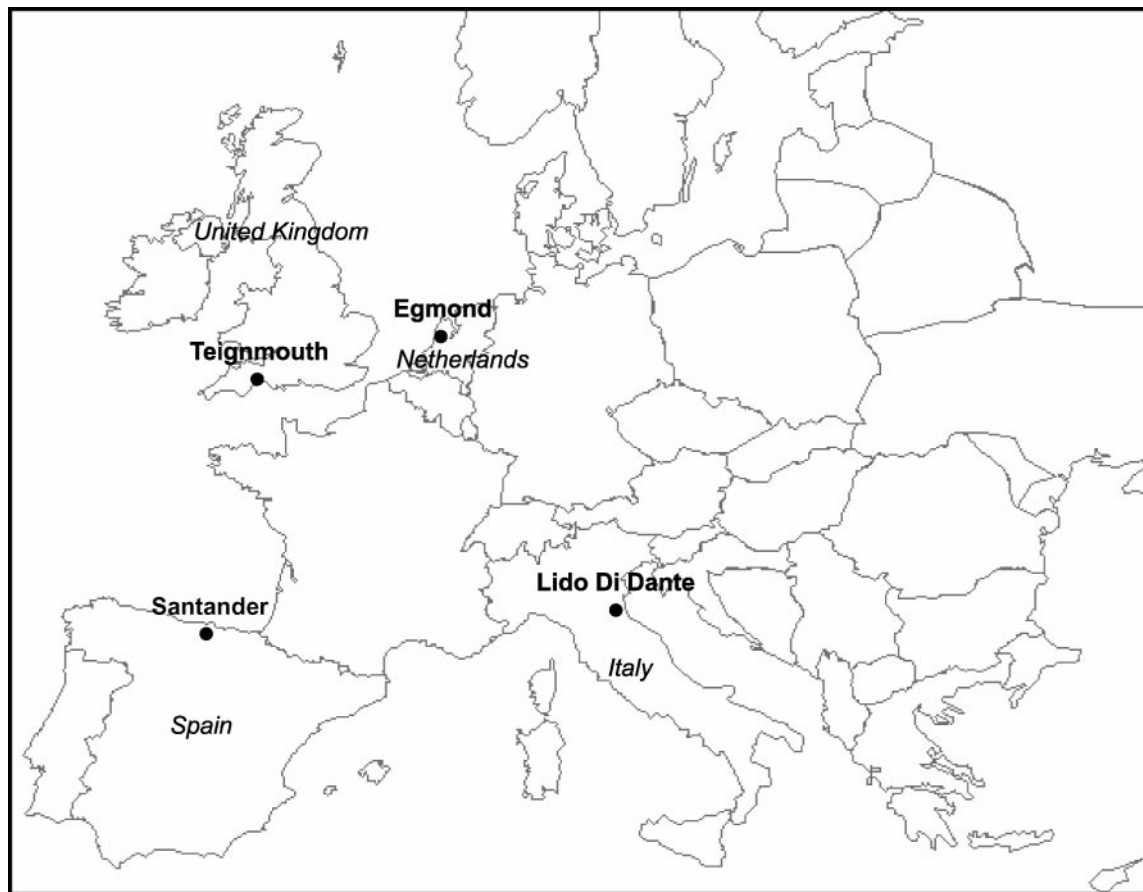 United Kingdom
Egmond
Teignmouth
Netherlands
Lido Di Dante
Santander
Italy
Spain